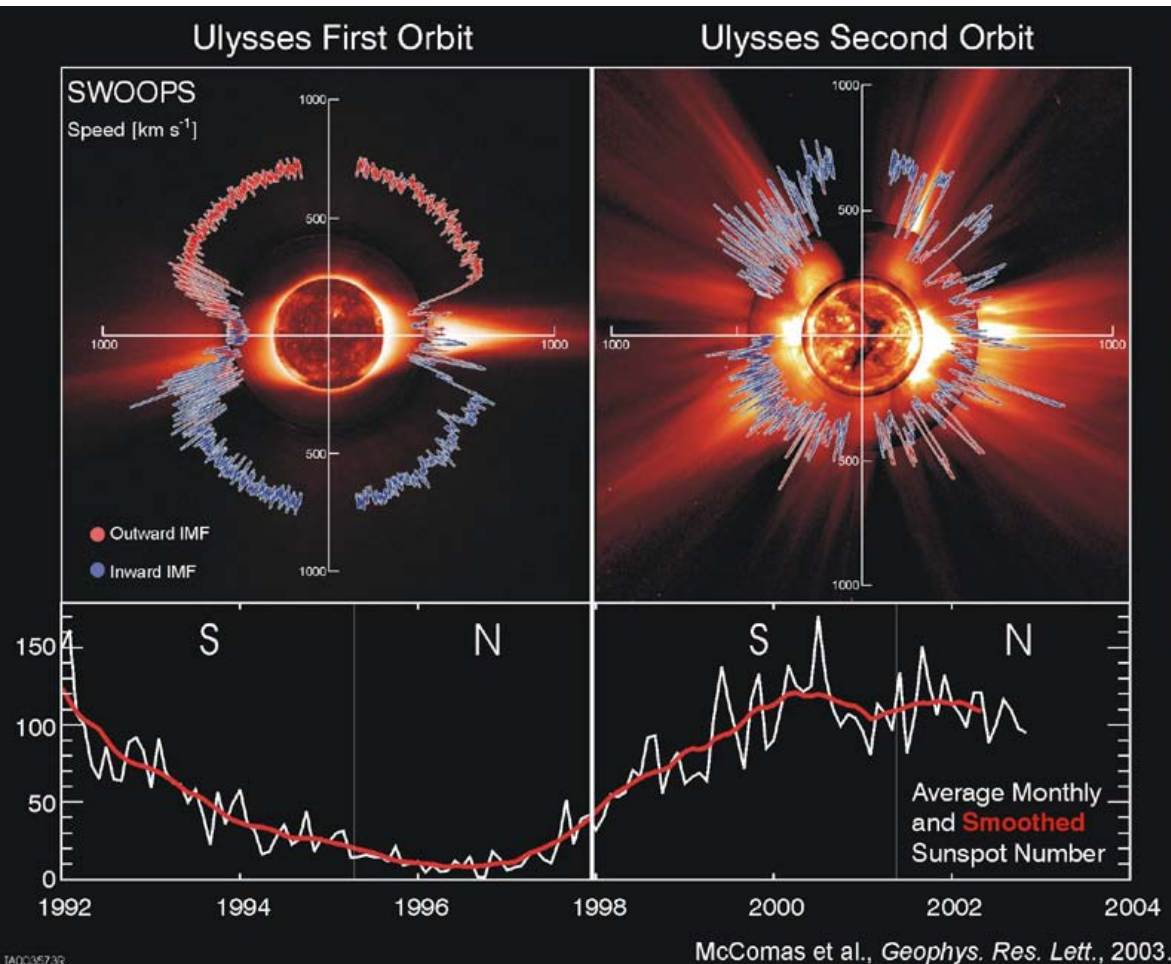 Ulysses First Orbit
Ulysses Second Orbit
SWOOPS
Speed [km s⁻¹]
1000
500
1000
1000
500
1000
Outward IMF
Inward IMF
1000
500
1000
1000
500
1000
S
N
S
N
150
100
50
0
Average Monthly
and Smoothed
Sunspot Number
1992
1994
1996
1998
2000
2002
2004
McComas et al., Geophys. Res. Lett., 2003.